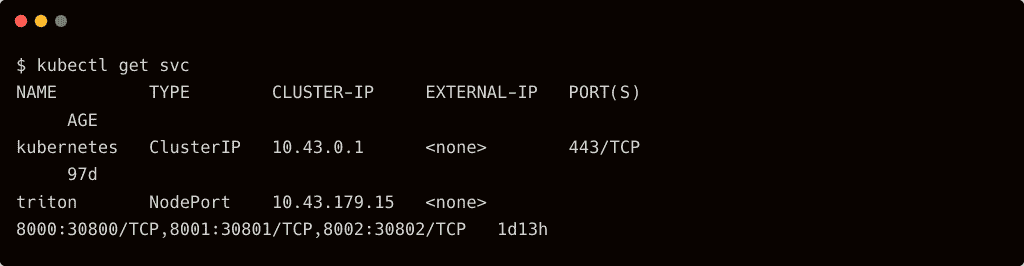 $ kubectl get svc
NAME         TYPE        CLUSTER-IP     EXTERNAL-IP   PORT(S)
     AGE
kubernetes   ClusterIP   10.43.0.1      <none>        443/TCP
     97d
triton       NodePort    10.43.179.15   <none>
8000:30800/TCP,8001:30801/TCP,8002:30802/TCP   1d13h